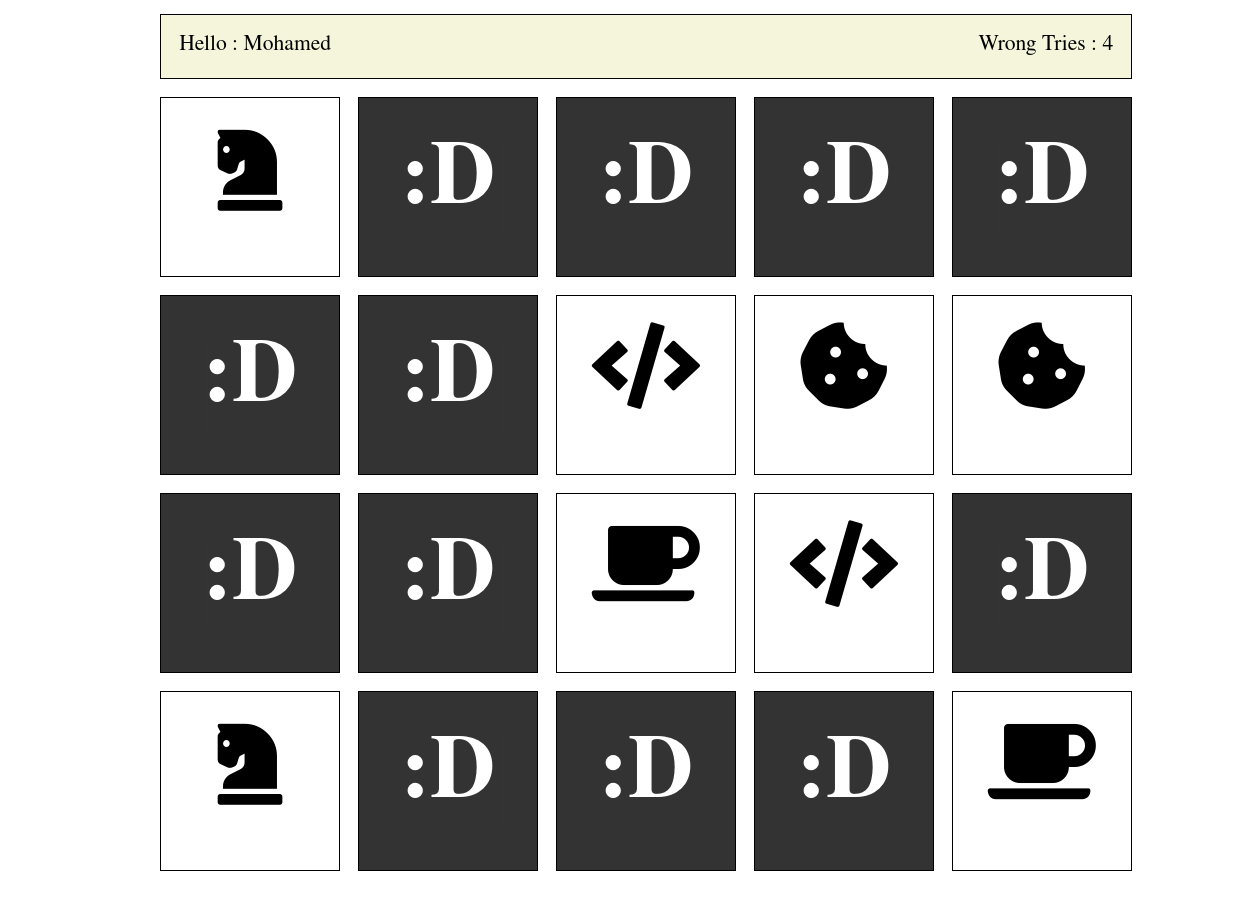 Hello : Mohamed
Wrong Tries : 4
:D :D :D :D
:D :D
:D :D :D
:D :D :D